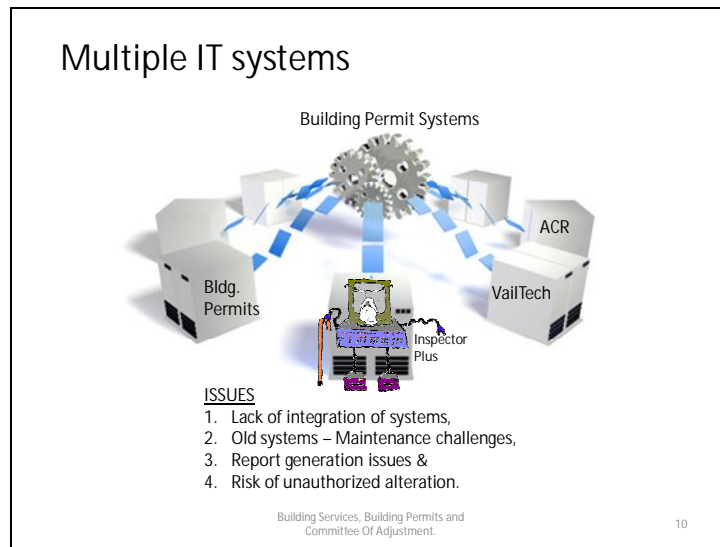 Multiple IT systems
Building Permit Systems
ACR
Bldg.
Permits
VailTech
Inspector
Plus
ISSUES
1. Lack of integration of systems,
2. Old systems – Maintenance challenges,
3. Report generation issues &
4. Risk of unauthorized alteration.
Building Services, Building Permits and
Committee Of Adjustment.
10